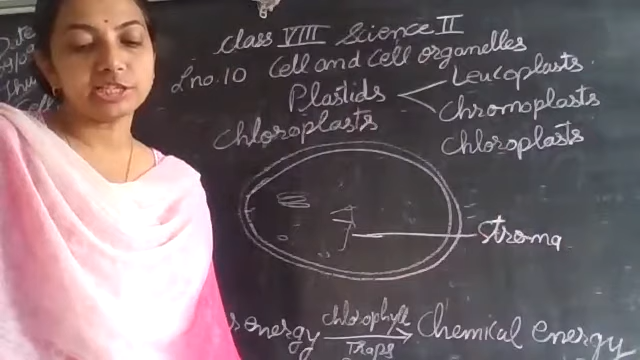 Class VIII Science II
L no. 10 Cell and Cell Organelles
Plastids
Leucoplasts
Chromoplasts
Chloroplasts
Chloroplasts
Stroma
energy chlorophyll Traps Chemical energy